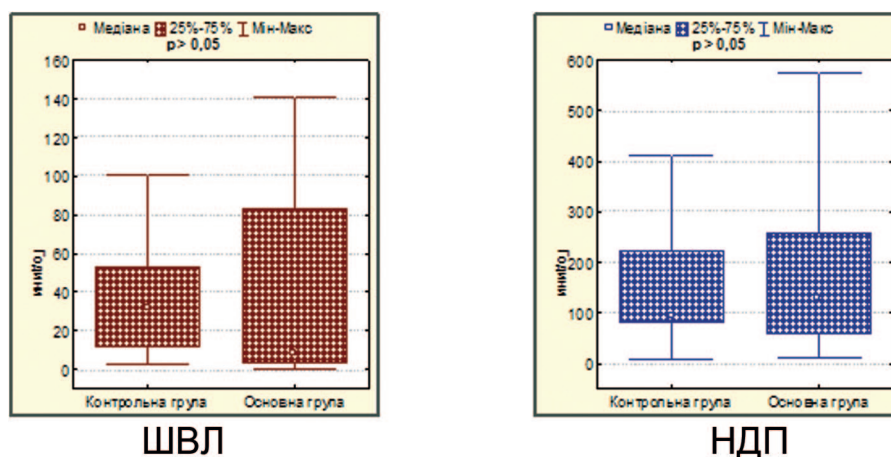 Медіана 25%-75% Мін-Макс
p > 0,05
160
140
120
100
80
60
40
20
0
Години
Контрольна група Основна група
ШВЛ
Медіана 25%-75% Мін-Макс
p > 0,05
600
500
400
300
200
100
0
Години
Контрольна група Основна група
НДП